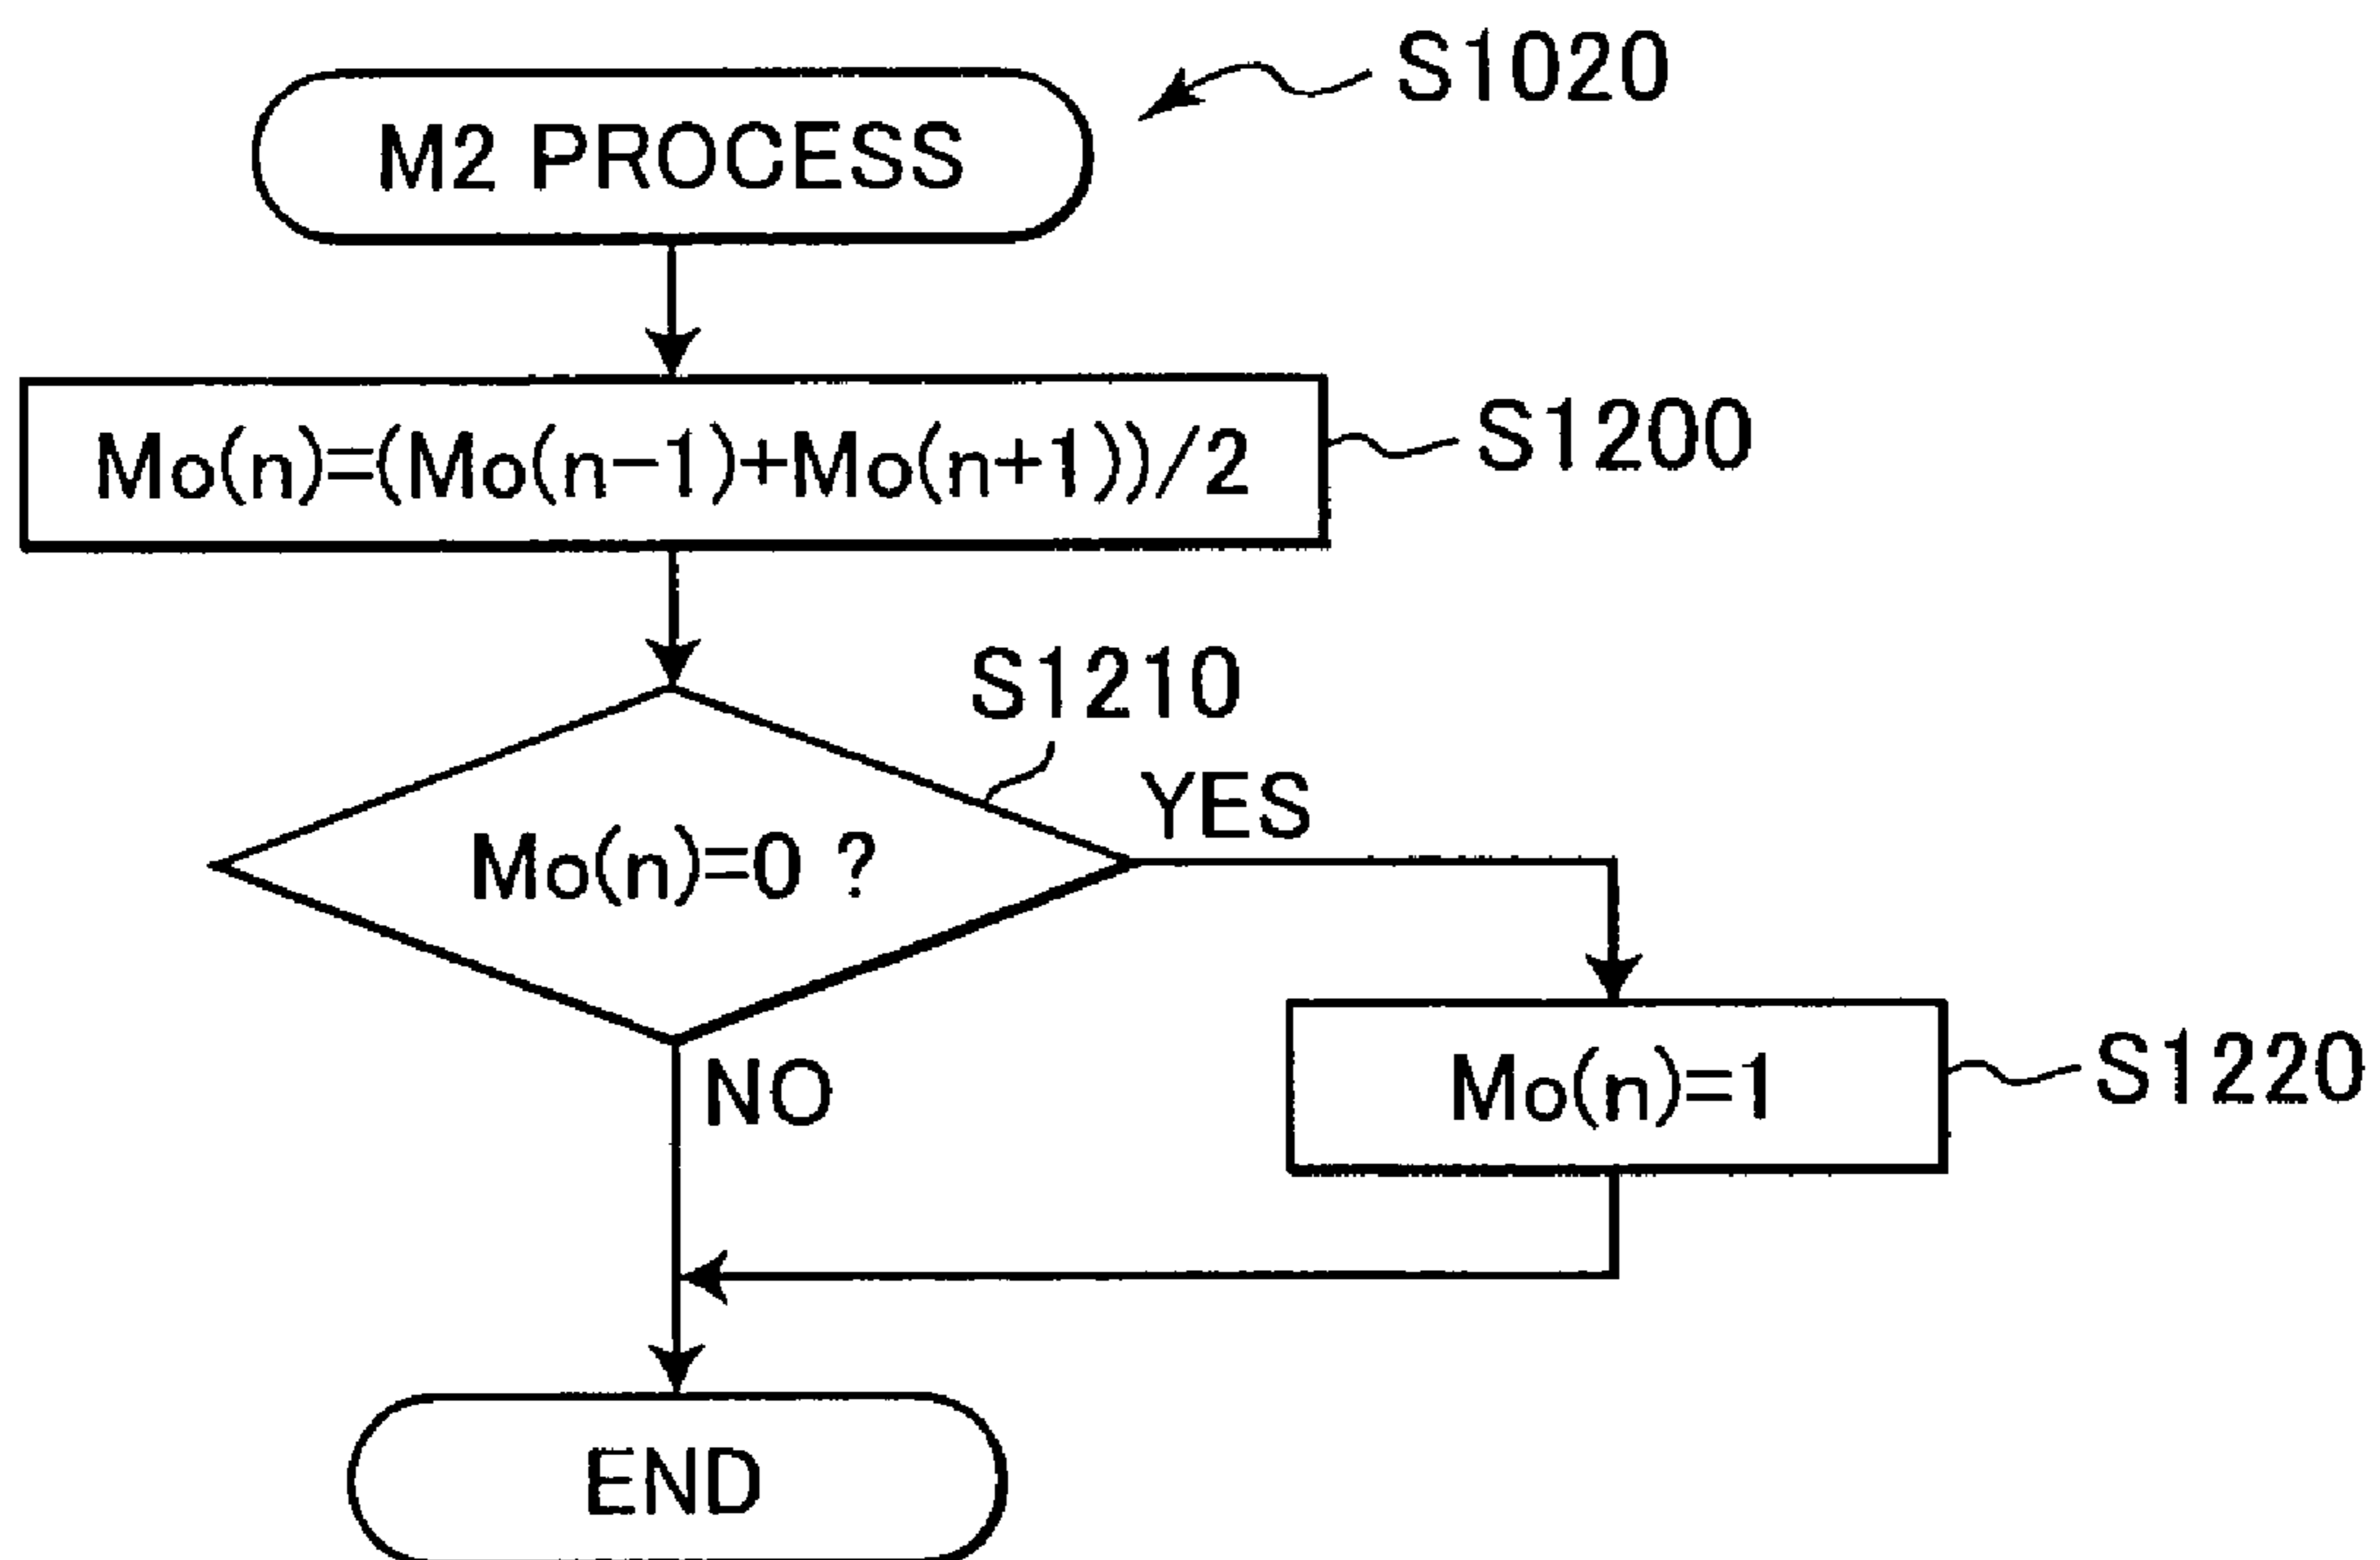 S1020
M2 PROCESS
Mo(n)=(Mo(n-1)+Mo(n+1))/2
S1200
S1210
YES
Mo(n)=0 ?
NO
Mo(n)=1
S1220
END